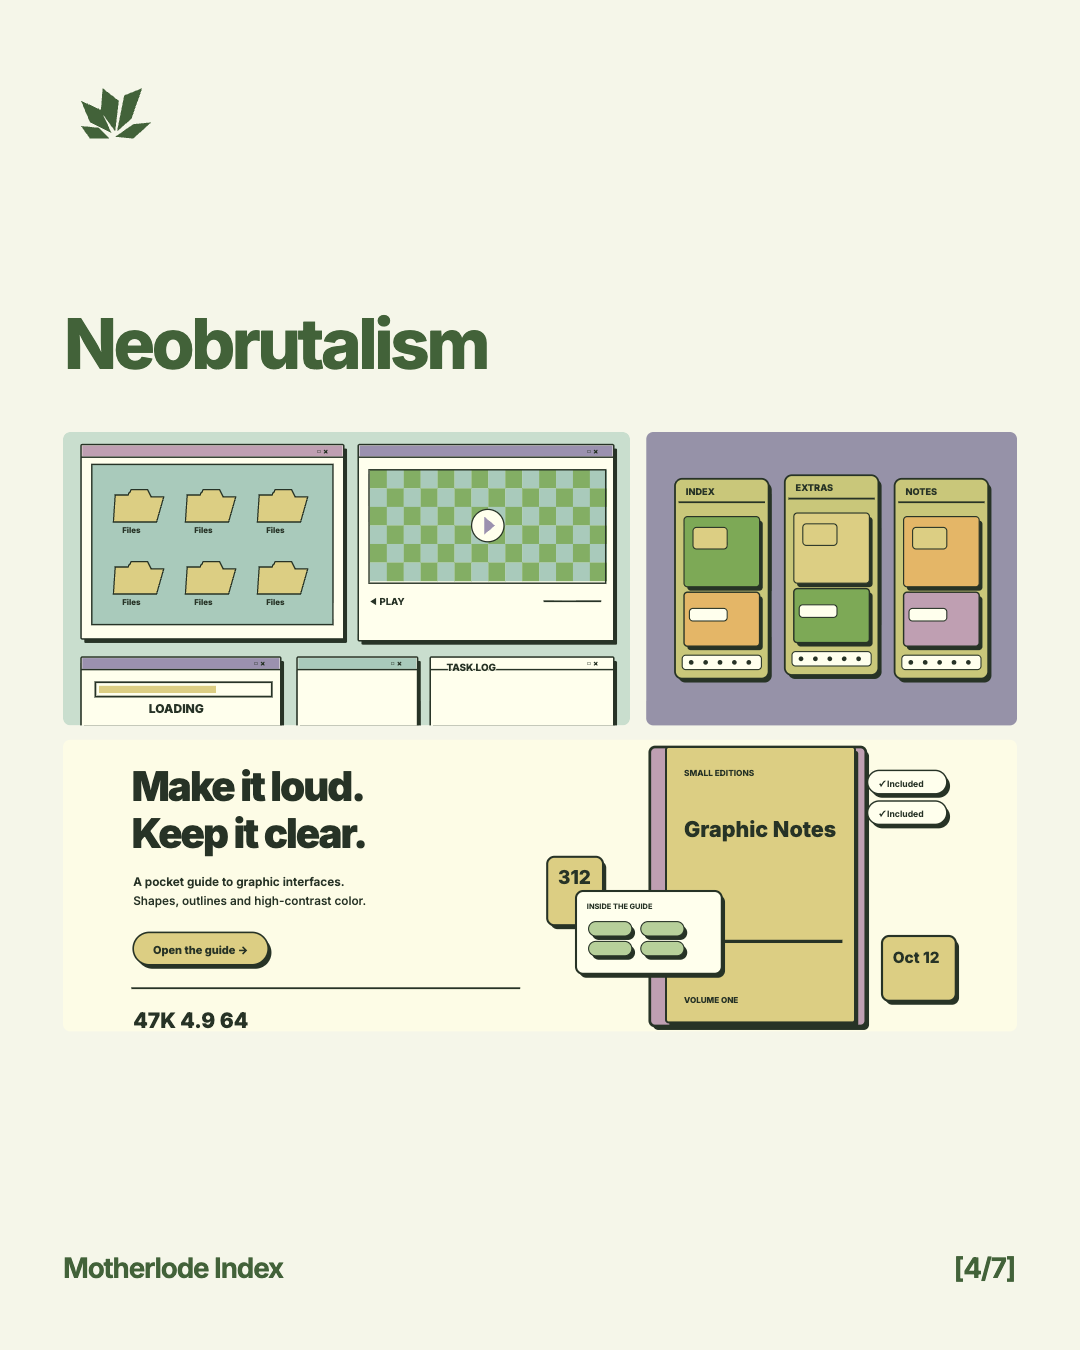 Neobrutalism
Files Files Files
Files Files Files
PLAY
LOADING
TASK LOG
INDEX
EXTRAS
NOTES
Make it loud.
Keep it clear.
A pocket guide to graphic interfaces.
Shapes, outlines and high-contrast color.
Open the guide →
47K 4.9 64
312
INSIDE THE GUIDE
SMALL EDITIONS
Graphic Notes
VOLUME ONE
✓ Included
✓ Included
Oct 12
Motherlode Index
[4/7]